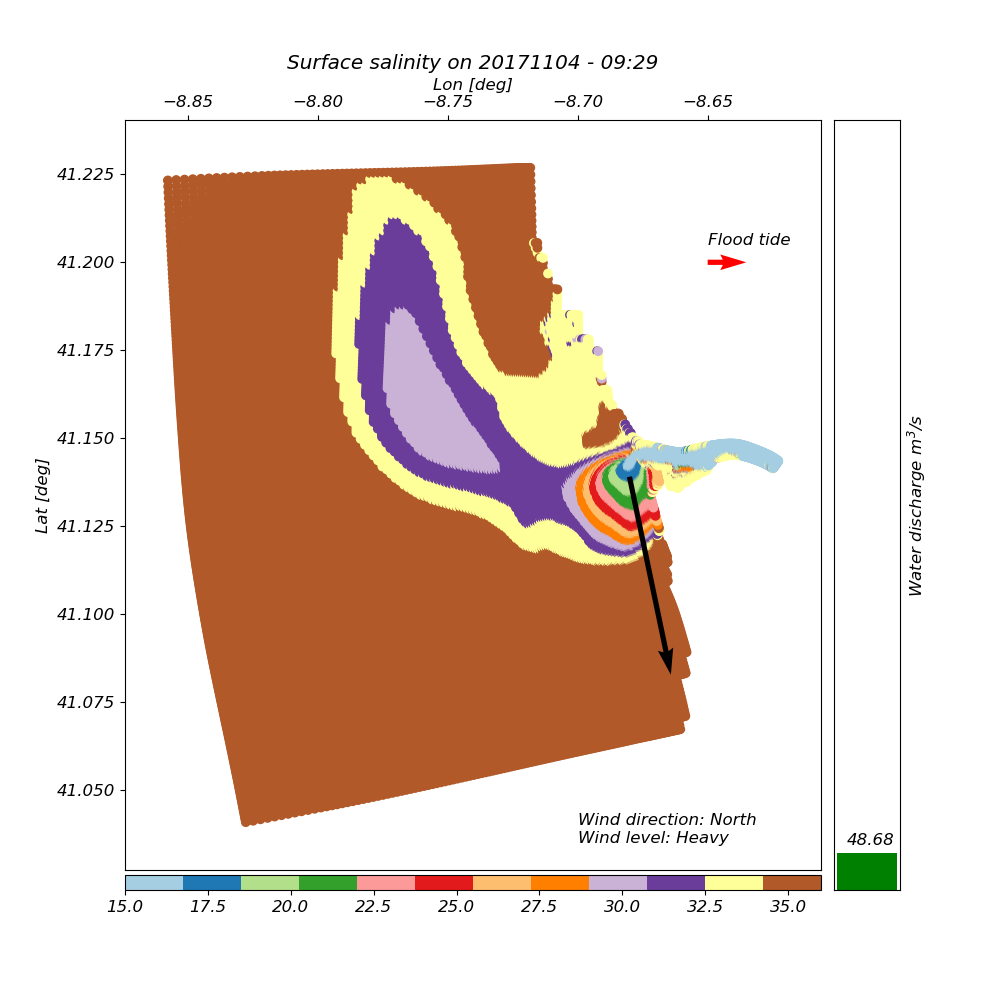 Surface salinity on 20171104 - 09:29
Lon [deg]
−8.85 −8.80 −8.75 −8.70 −8.65
41.225
41.200
41.175
41.150
41.125
41.100
41.075
41.050
Lat [deg]
Flood tide
Wind direction: North
Wind level: Heavy
48.68
Water discharge m³/s
15.0 17.5 20.0 22.5 25.0 27.5 30.0 32.5 35.0